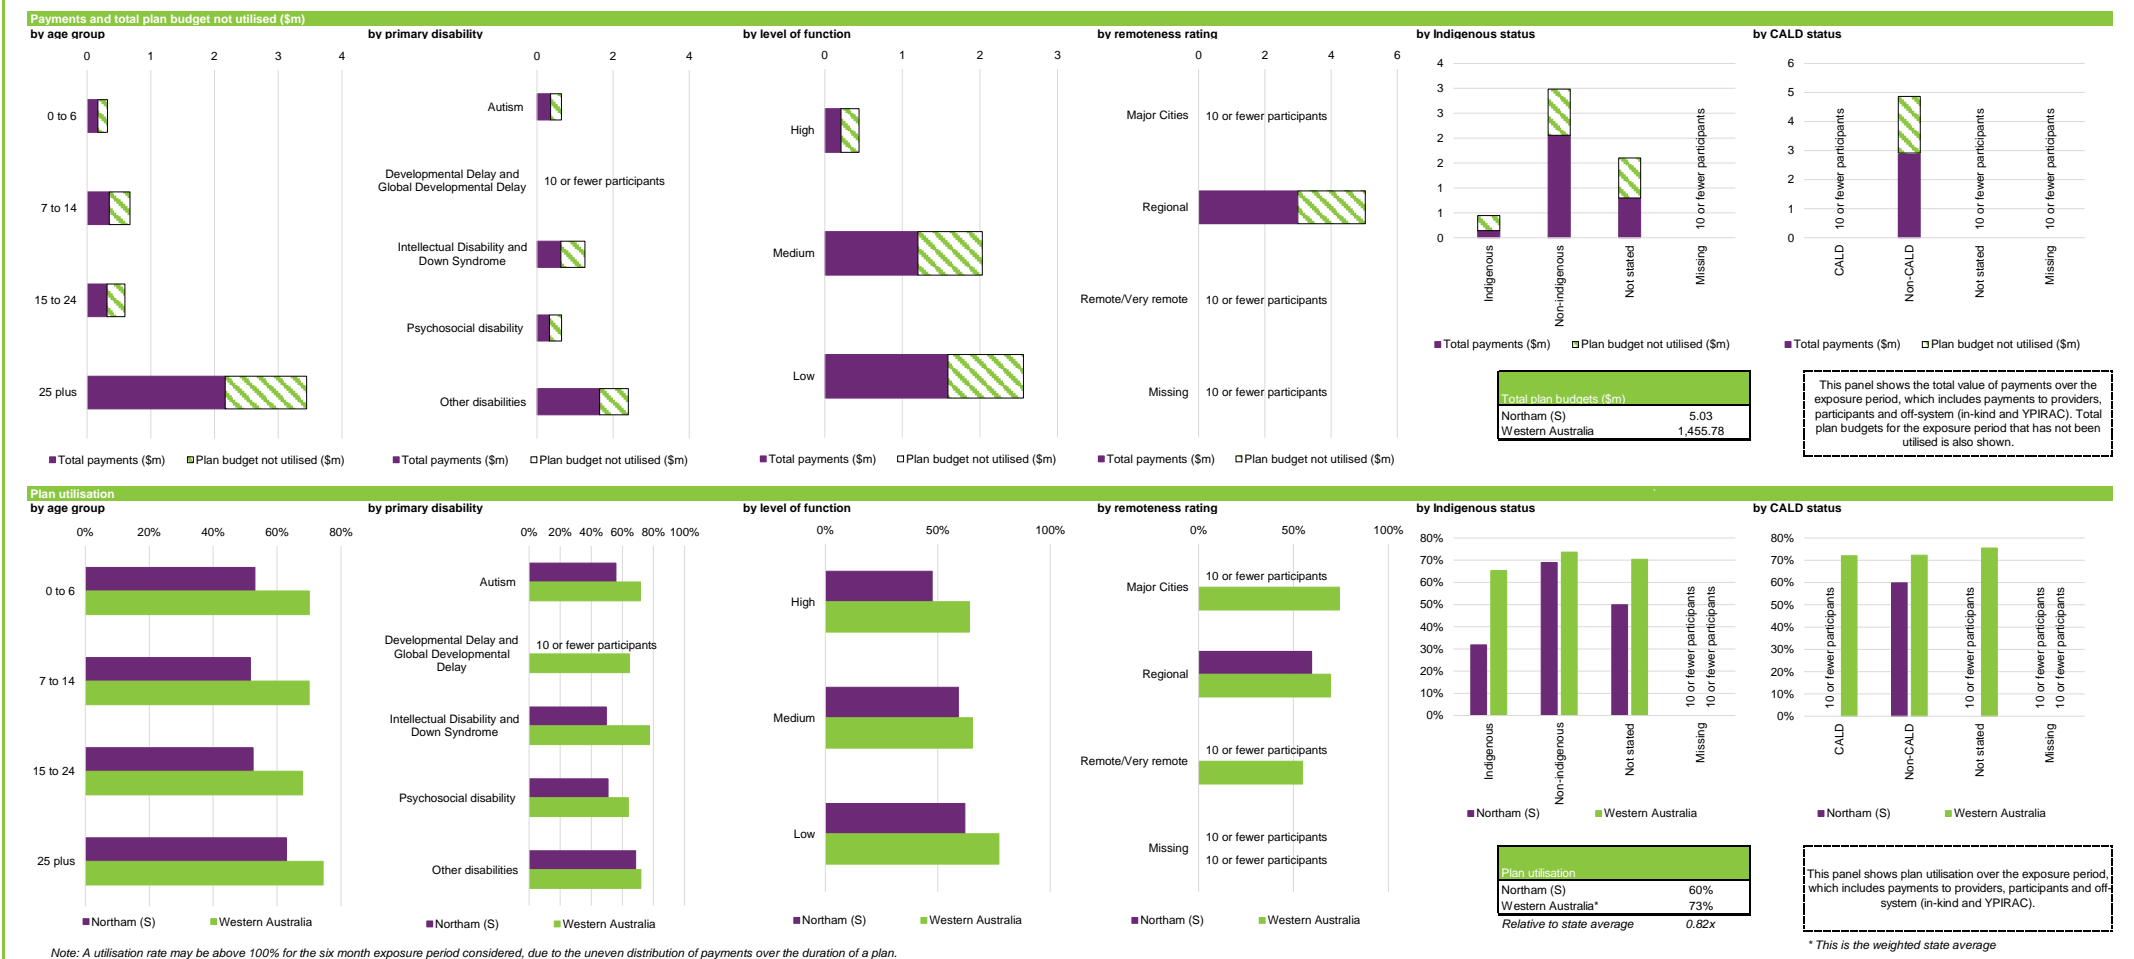 Payments and total plan budget not utilised ($m)
by age group
0 1 2 3 4
0 to 6
7 to 14
15 to 24
25 plus
Total payments ($m) Plan budget not utilised ($m)
by primary disability
0 2 4
Autism
Developmental Delay and
Global Developmental Delay
10 or fewer participants
Intellectual Disability and
Down Syndrome
Psychosocial disability
Other disabilities
Total payments ($m) Plan budget not utilised ($m)
by level of function
0 1 2 3
High
Medium
Low
Total payments ($m) Plan budget not utilised ($m)
by remoteness rating
0 2 4 6
Major Cities 10 or fewer participants
Regional
Remote/Very remote 10 or fewer participants
Missing 10 or fewer participants
Total payments ($m) Plan budget not utilised ($m)
by Indigenous status
4
3
3
2
2
1
1
0
10 or fewer participants
Indigenous
Non-indigenous
Not stated
Missing
Total payments ($m) Plan budget not utilised ($m)
Total plan budgets ($m)
Northam (S) 5.03
Western Australia 1,455.78
by CALD status
6
5
4
3
2
1
0
10 or fewer participants
10 or fewer participants
10 or fewer participants
CALD
Non-CALD
Not stated
Missing
Total payments ($m) Plan budget not utilised ($m)
This panel shows the total value of payments over the
exposure period, which includes payments to providers,
participants and off-system (in-kind and YPIRAC). Total
plan budgets for the exposure period that has not been
utilised is also shown.
Plan utilisation
by age group
0% 20% 40% 60% 80%
0 to 6
7 to 14
15 to 24
25 plus
Northam (S) Western Australia
by primary disability
0% 20% 40% 60% 80% 100%
Autism
Developmental Delay and
Global Developmental
Delay
10 or fewer participants
Intellectual Disability and
Down Syndrome
Psychosocial disability
Other disabilities
Northam (S) Western Australia
by level of function
0% 50% 100%
High
Medium
Low
Northam (S) Western Australia
by remoteness rating
0% 50% 100%
Major Cities 10 or fewer participants
Regional
Remote/Very remote 10 or fewer participants
Missing 10 or fewer participants
10 or fewer participants
Northam (S) Western Australia
by Indigenous status
80%
70%
60%
50%
40%
30%
20%
10%
0%
10 or fewer participants
10 or fewer participants
Indigenous
Non-indigenous
Not stated
Missing
Northam (S) Western Australia
Plan utilisation
Northam (S) 60%
Western Australia* 73%
Relative to state average 0.82x
by CALD status
80%
70%
60%
50%
40%
30%
20%
10%
0%
10 or fewer participants
10 or fewer participants
10 or fewer participants
10 or fewer participants
CALD
Non-CALD
Not stated
Missing
Northam (S) Western Australia
This panel shows plan utilisation over the exposure period,
which includes payments to providers, participants and off-
system (in-kind and YPIRAC).
* This is the weighted state average
Note: A utilisation rate may be above 100% for the six month exposure period considered, due to the uneven distribution of payments over the duration of a plan.